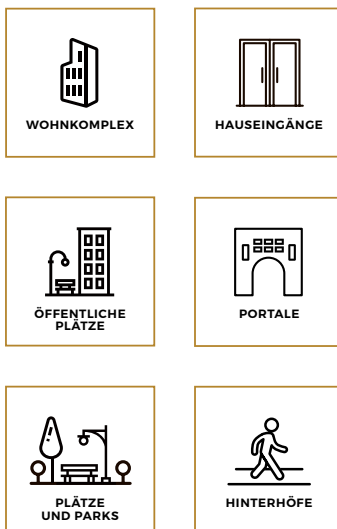 WOHNKOMPLEX
HAUSEINGÄNGE
ÖFFENTLICHE
PLÄTZE
PORTALE
PLÄTZE
UND PARKS
HINTERHÖFE